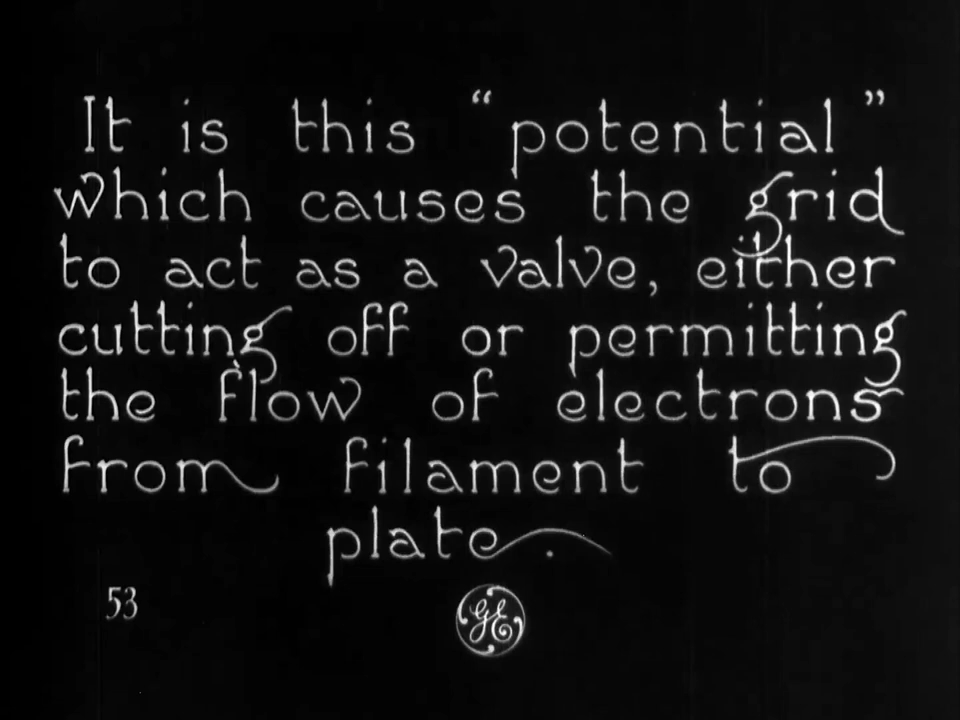 It is this “potential”
which causes the grid
to act as a valve, either
cutting off or permitting
the flow of electrons
from filament to
plate.
53
GE